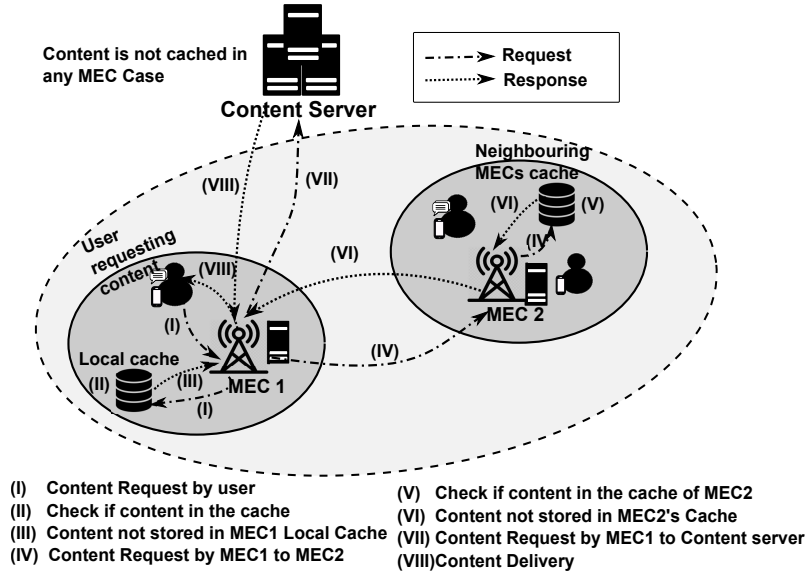 Content is not cached in
any MEC Case
Content Server
Request
Response
Neighbouring
MECs cache
(VIII)
(VII)
(VI)
(V)
(IV)
(VI)
User
requesting
content
(VIII)
(I)
MEC 2
(IV)
Local cache
(II)
(III)
(I)
MEC 1
(I) Content Request by user
(II) Check if content in the cache
(III) Content not stored in MEC1 Local Cache
(IV) Content Request by MEC1 to MEC2
(V) Check if content in the cache of MEC2
(VI) Content not stored in MEC2's Cache
(VII) Content Request by MEC1 to Content server
(VIII)Content Delivery